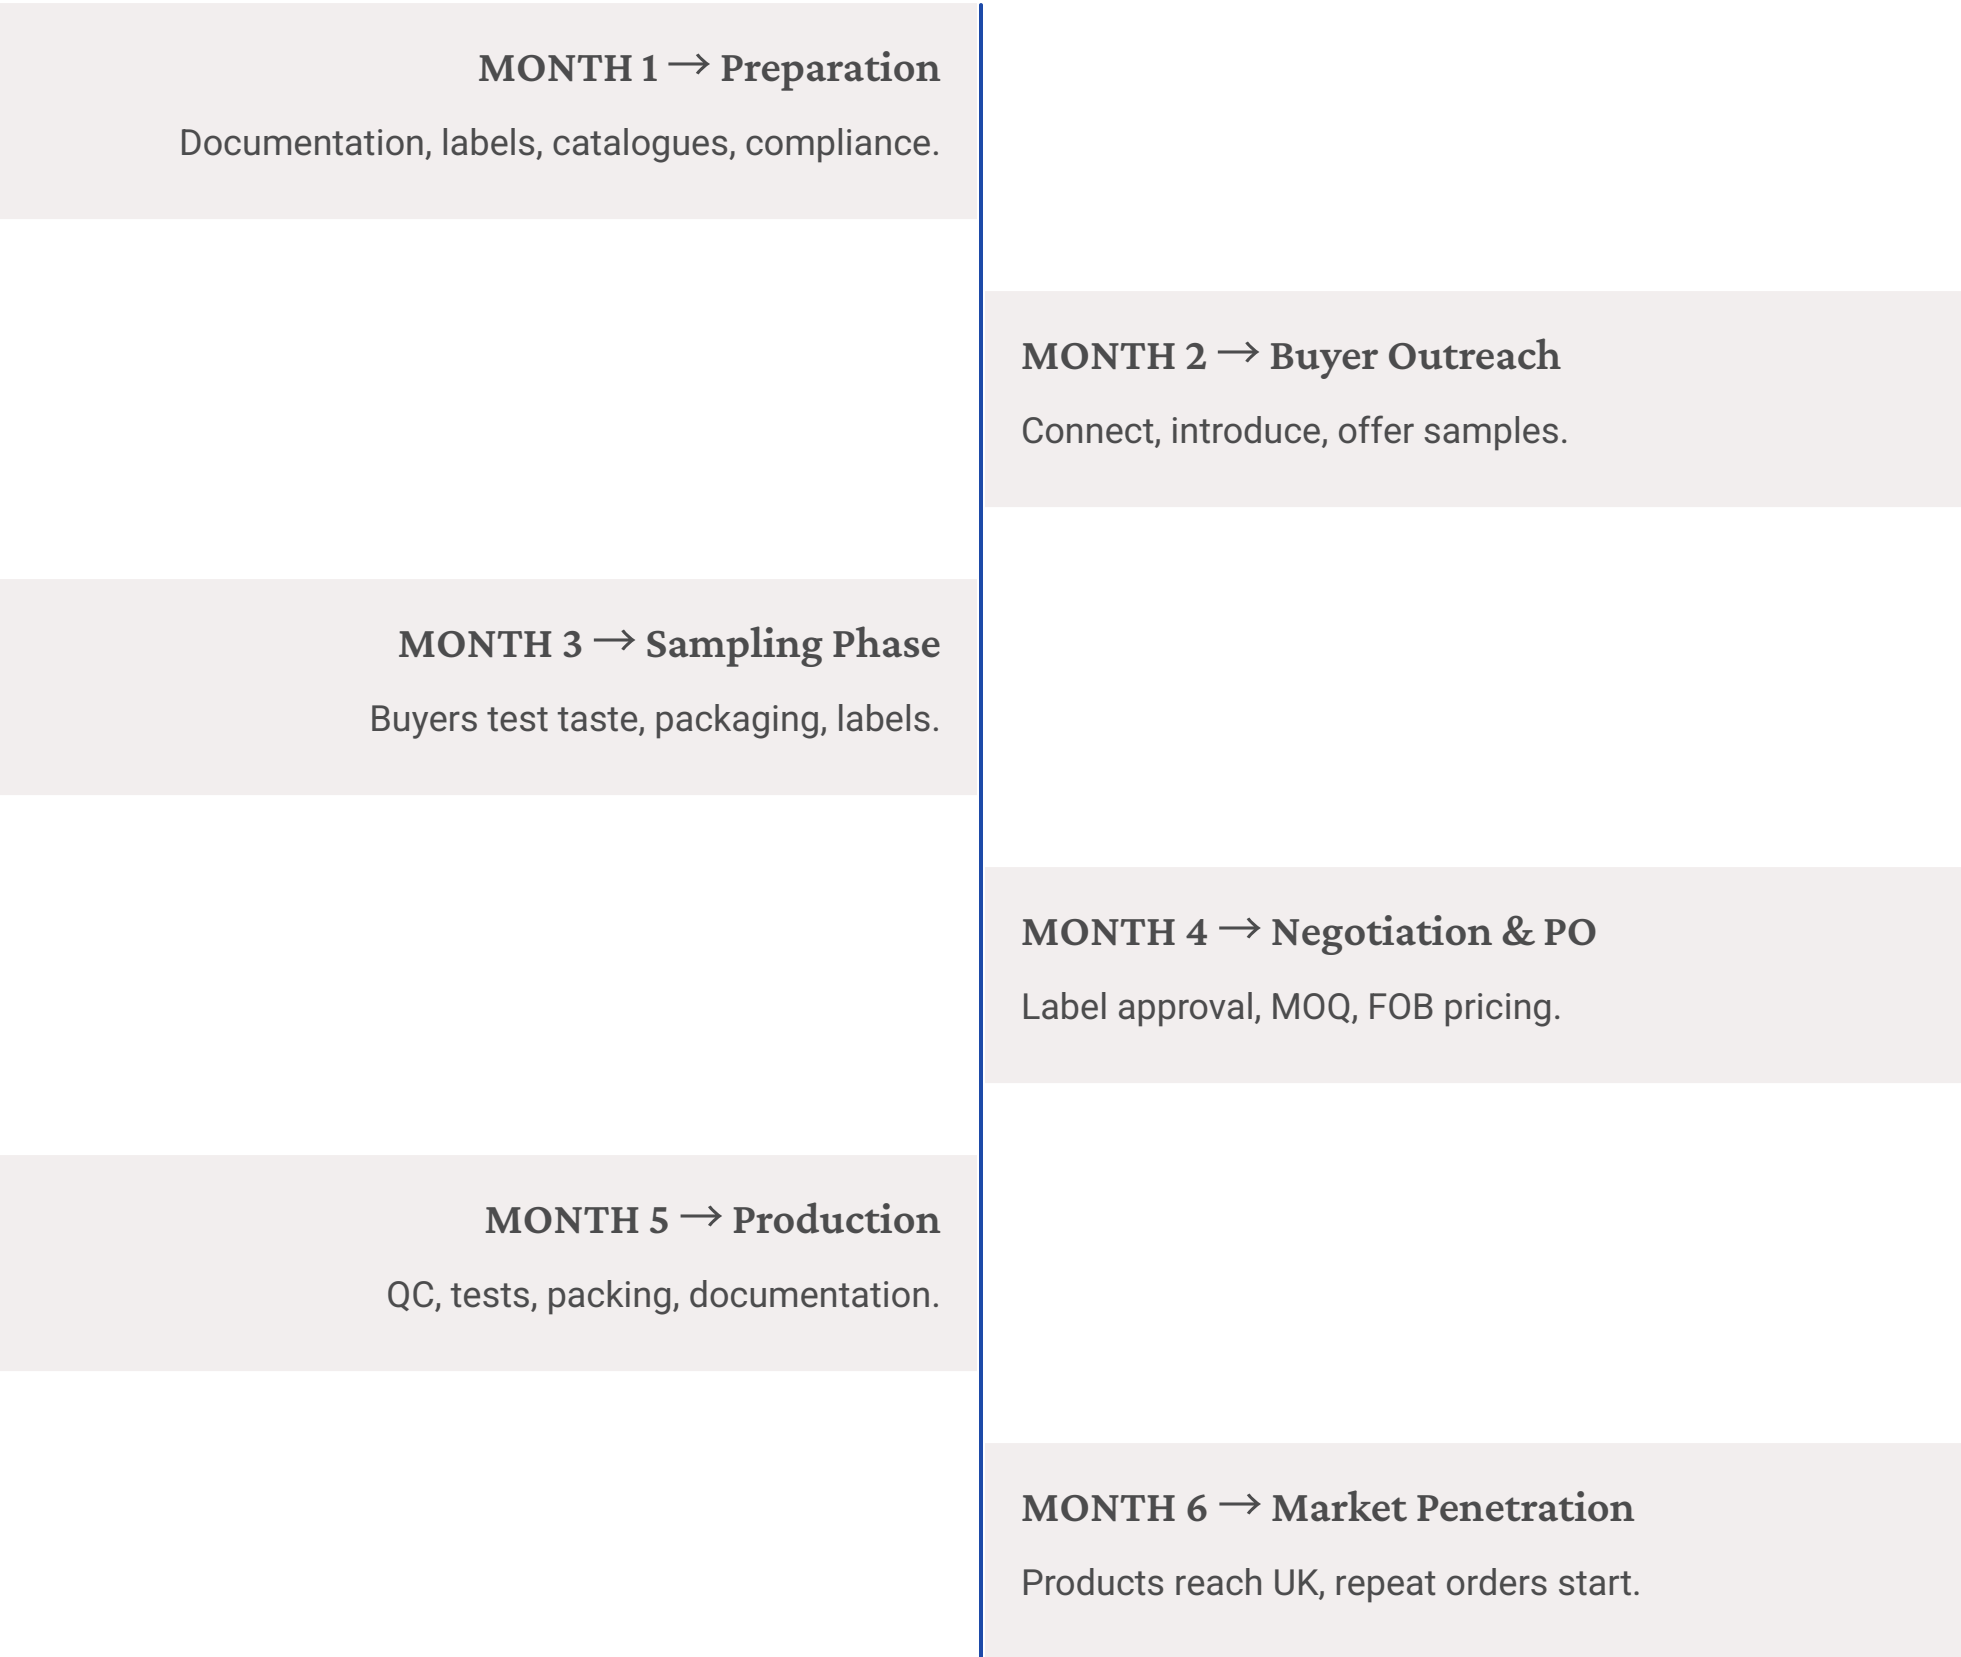 MONTH 1 → Preparation
Documentation, labels, catalogues, compliance.
MONTH 2 → Buyer Outreach
Connect, introduce, offer samples.
MONTH 3 → Sampling Phase
Buyers test taste, packaging, labels.
MONTH 4 → Negotiation & PO
Label approval, MOQ, FOB pricing.
MONTH 5 → Production
QC, tests, packing, documentation.
MONTH 6 → Market Penetration
Products reach UK, repeat orders start.